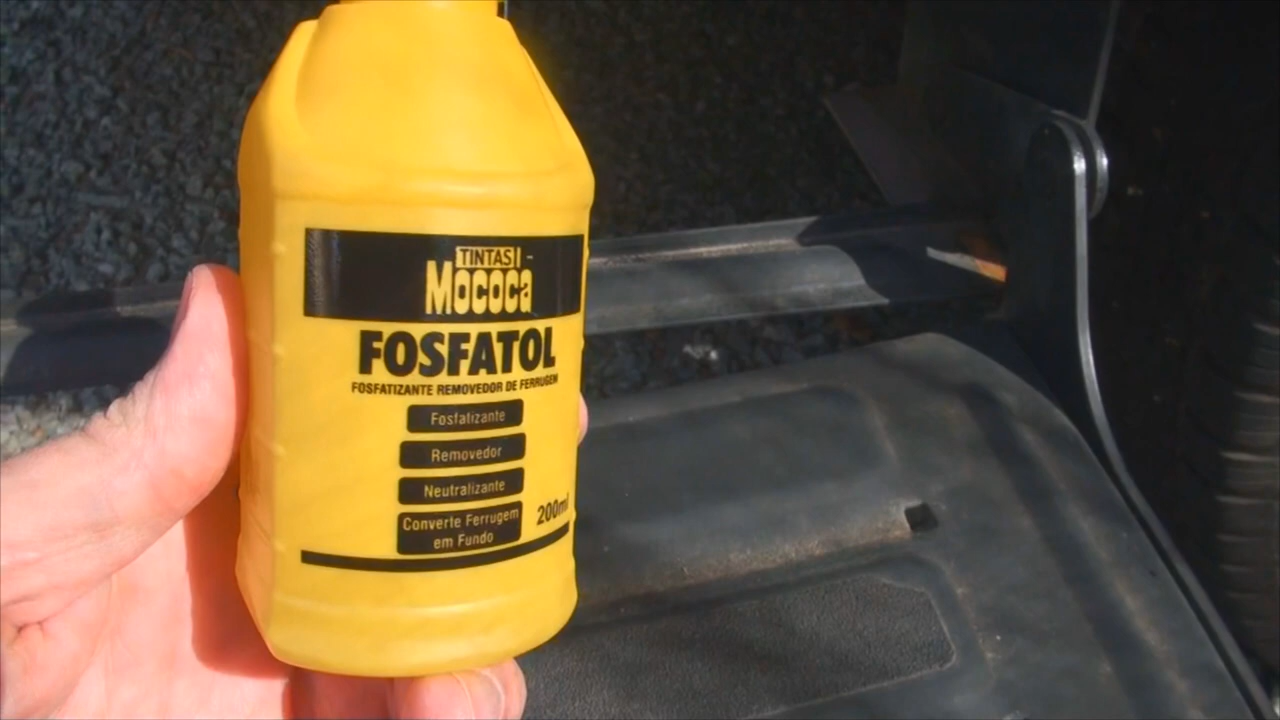 TINTAS
Mococa
FOSFATOL
FOSFATIZANTE REMOVEDOR DE FERRUGEM
Fosfatizante
Removedor
Neutralizante
Converte Ferrugem
em Fundo
200ml